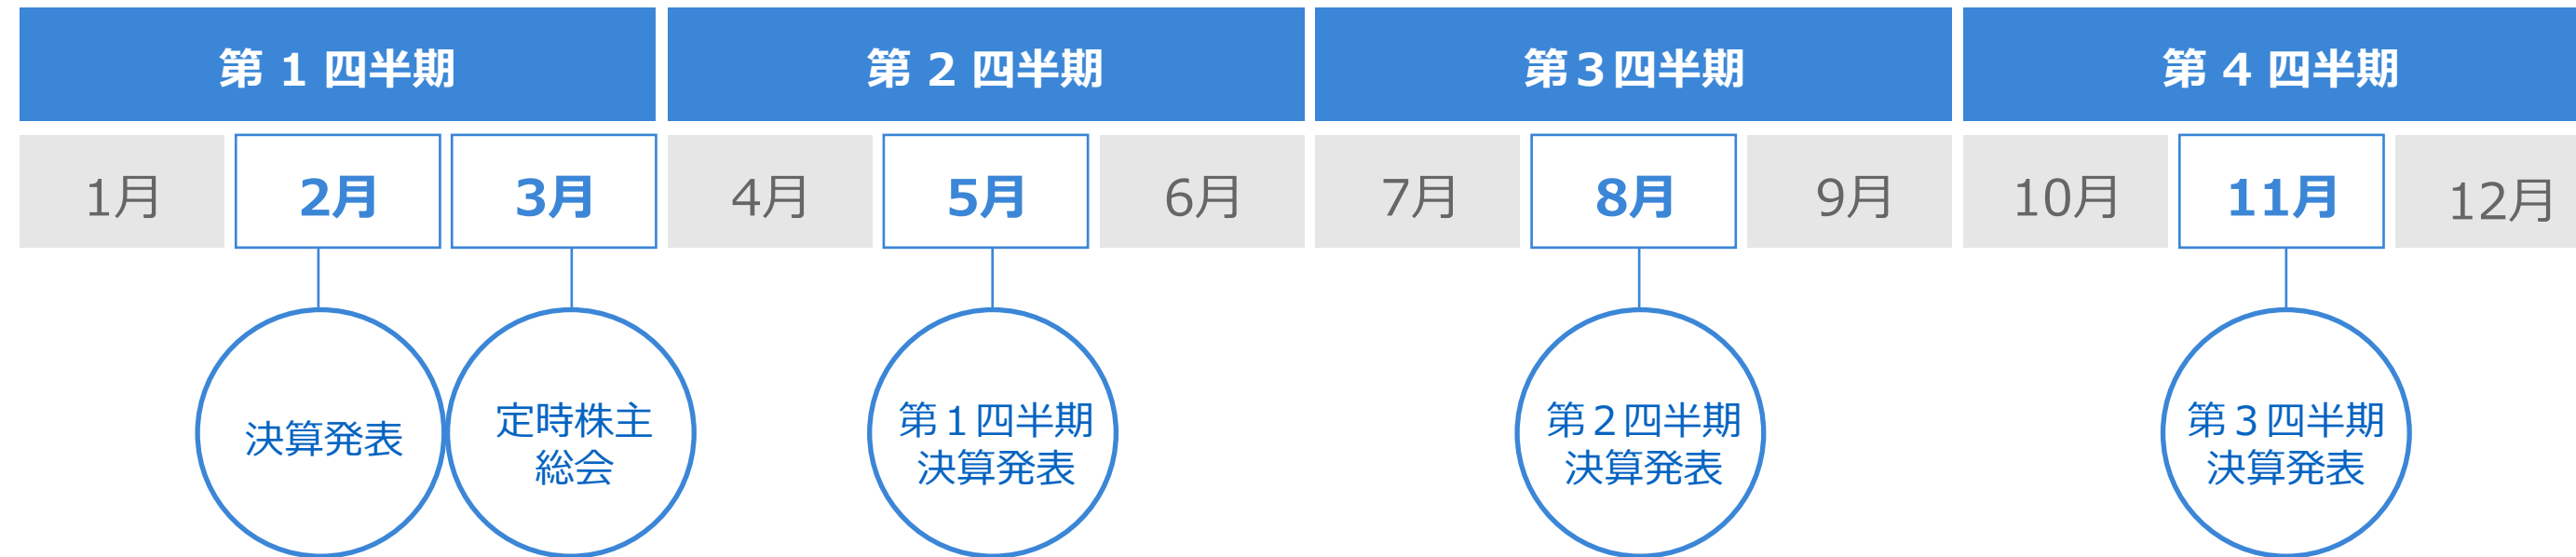 第 1 四半期
第 2 四半期
第３四半期
第 4 四半期
1月
2月
3月
4月
5月
6月
7月
8月
9月
10月
11月
12月
決算発表
定時株主
総会
第１四半期
決算発表
第２四半期
決算発表
第３四半期
決算発表